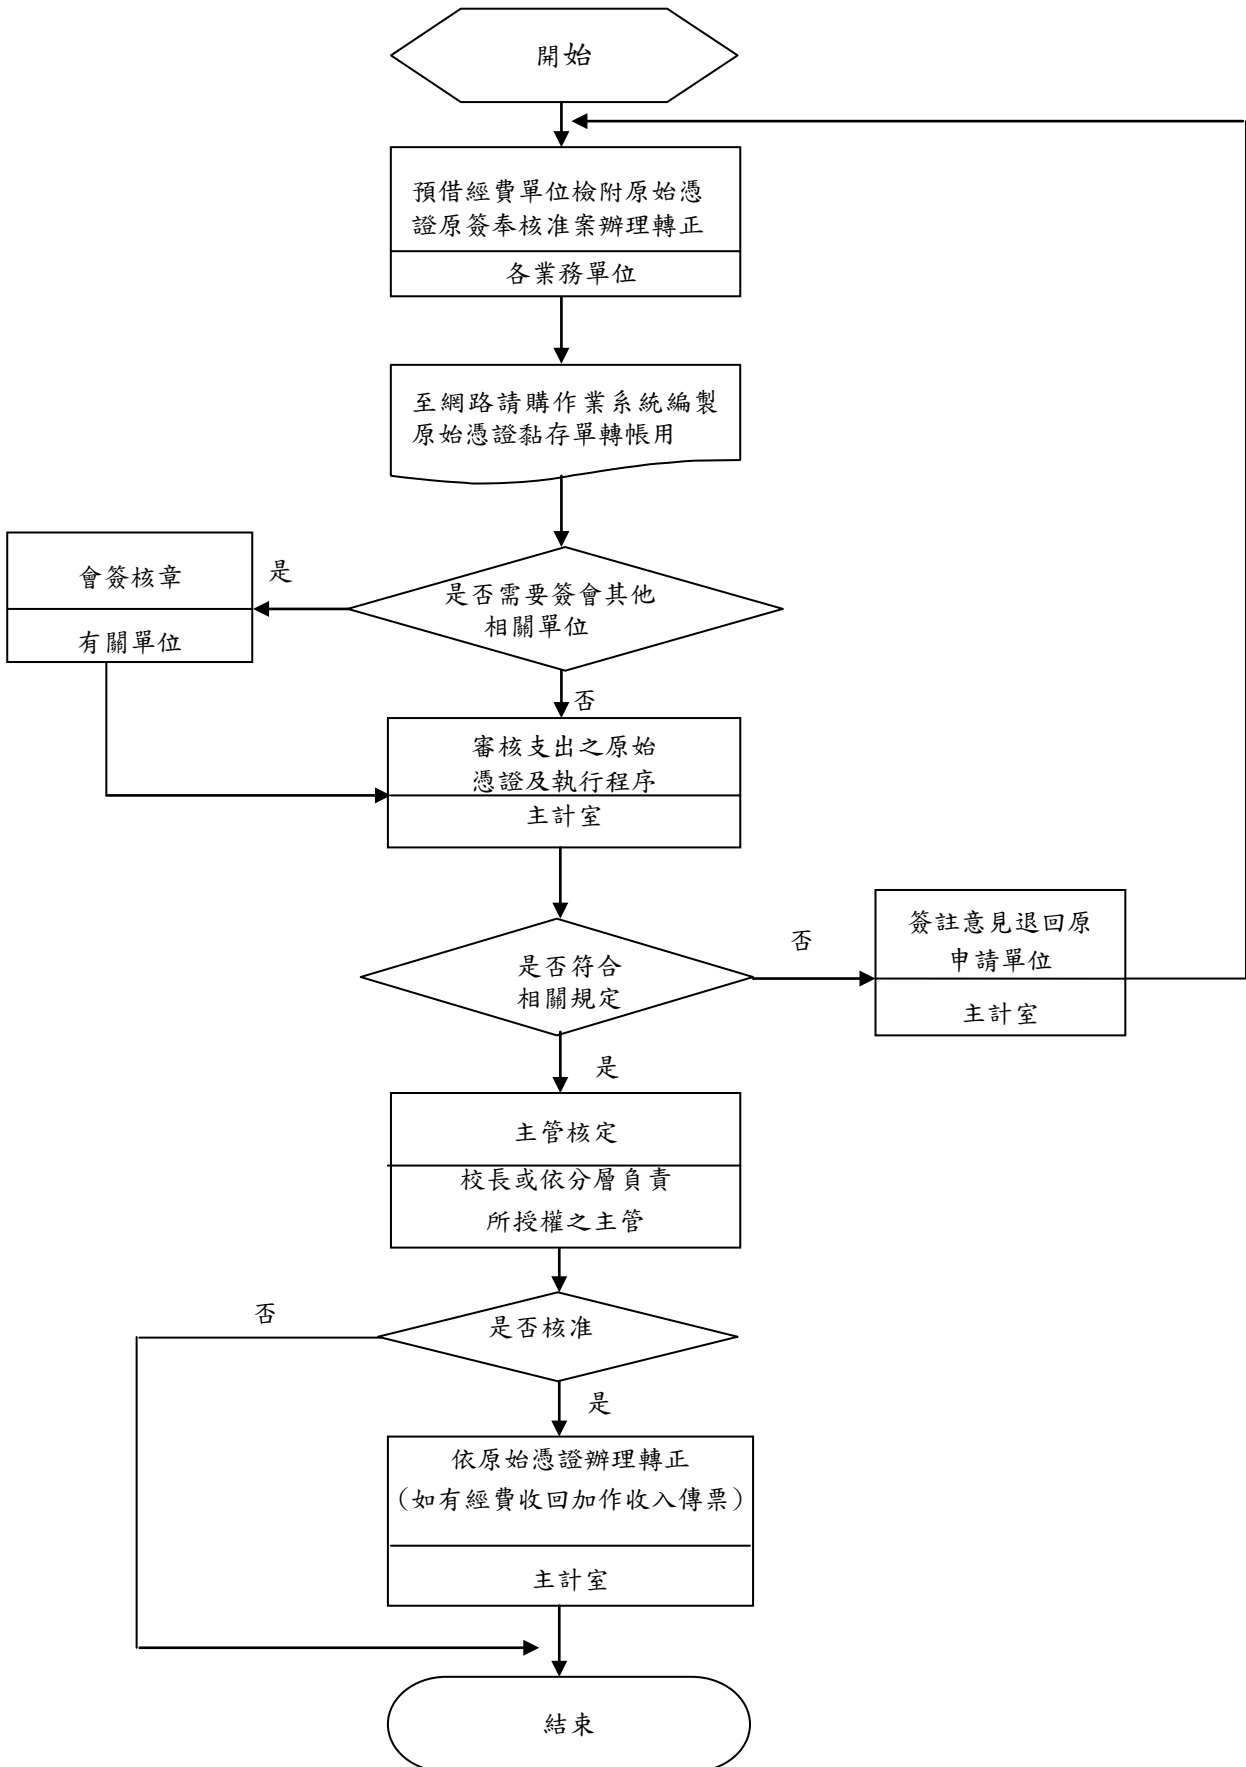 開始
預借經費單位檢附原始憑
證原簽奉核准案辦理轉正
各業務單位
至網路請購作業系統編製
原始憑證黏存單轉帳用
會簽核章
有關單位
是
是否需要簽會其他
相關單位
否
審核支出之原始
憑證及執行程序
主計室
是否符合
相關規定
否
簽註意見退回原
申請單位
主計室
是
主管核定
校長或依分層負責
所授權之主管
否
是否核准
是
依原始憑證辦理轉正
(如有經費收回加作收入傳票)
主計室
結束